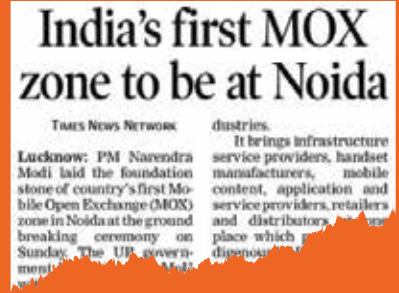 India's first MOX
zone to be at Noida
TIMES NEWS NETWORK
Lucknow: PM Narendra
Modi laid the foundation
stone of country's first Mo-
bile Open Exchange (MOX)
zone in Noida at the ground
breaking ceremony on
Sunday. The UP govern-
dustries.
It brings infrastructure
service providers, handset
manufacturers, mobile
content, application and
service providers, retailers
and distributors
place which